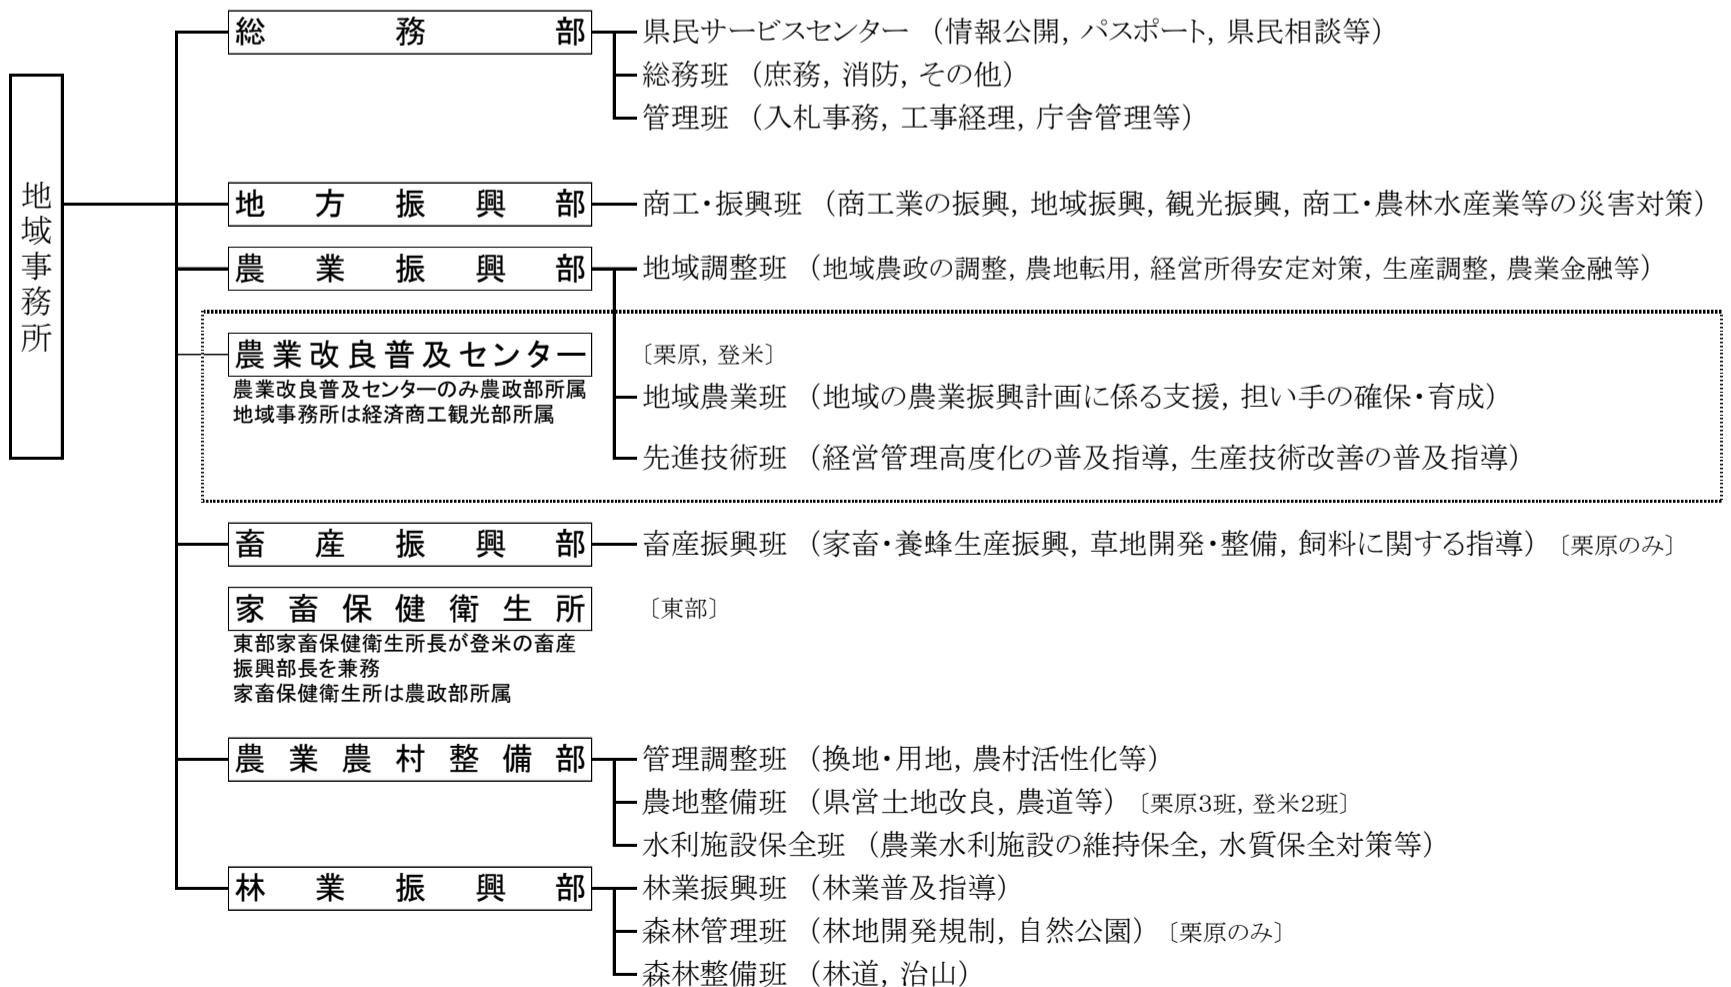 地域事務所
総務部
県民サービスセンター （情報公開, パスポート, 県民相談等）
総務班 （庶務, 消防, その他）
管理班 （入札事務, 工事経理, 庁舎管理等）
地方振興部
商工・振興班 （商工業の振興, 地域振興, 観光振興, 商工・農林水産業等の災害対策）
農業振興部
地域調整班 （地域農政の調整, 農地転用, 経営所得安定対策, 生産調整, 農業金融等）
農業改良普及センター
〔栗原, 登米〕
農業改良普及センターのみ農政部所属
地域事務所は経済商工観光部所属
地域農業班 （地域の農業振興計画に係る支援, 担い手の確保・育成）
先進技術班 （経営管理高度化の普及指導, 生産技術改善の普及指導）
畜産振興部
畜産振興班 （家畜・養蜂生産振興, 草地開発・整備, 飼料に関する指導） 〔栗原のみ〕
家畜保健衛生所
〔東部〕
東部家畜保健衛生所長が登米の畜産
振興部長を兼務
家畜保健衛生所は農政部所属
農業農村整備部
管理調整班 （換地・用地, 農村活性化等）
農地整備班 （県営土地改良, 農道等） 〔栗原3班, 登米2班〕
水利施設保全班 （農業水利施設の維持保全, 水質保全対策等）
林業振興部
林業振興班 （林業普及指導）
森林管理班 （林地開発規制, 自然公園） 〔栗原のみ〕
森林整備班 （林道, 治山）